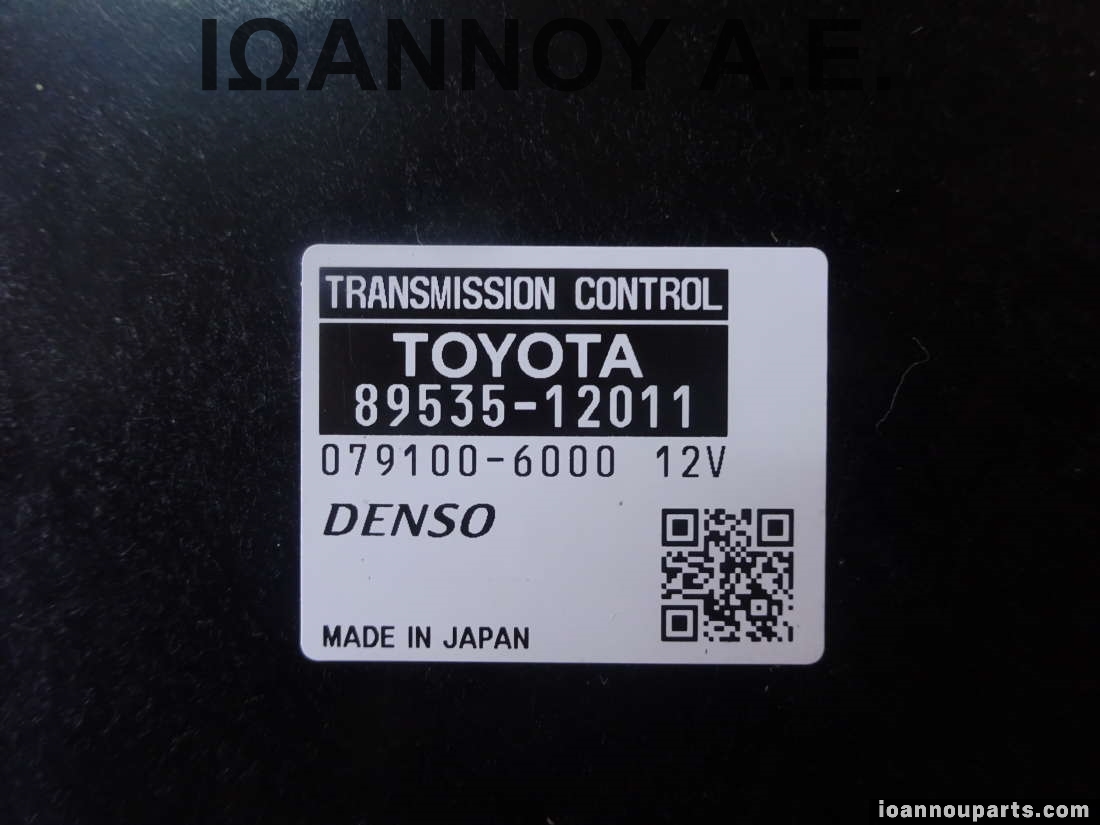 ΙΩΑΝΝΟΥ Α.Ε.
TRANSMISSION CONTROL
TOYOTA
89535-12011
079100-6000 12V
DENSO
MADE IN JAPAN
ioannouparts.com